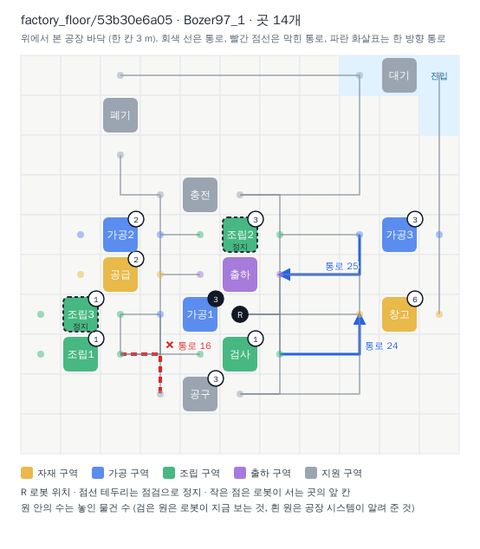 factory_floor/53b30e6a05 · Bozer97_1 · 곳 14개
위에서 본 공장 바닥 (한 칸 3 m). 회색 선은 통로, 빨간 점선은 막힌 통로, 파란 화살표는 한 방향 통로
대기
진입
폐기
충전
2
가공2
3
조립2
정지
3
가공3
2
공급
출하
통로 25
1
조립3
정지
3
가공1
R
6
창고
1
조립1
✕ 통로 16
1
검사
통로 24
3
공구
자재 구역
가공 구역
조립 구역
출하 구역
지원 구역
R 로봇 위치 · 점선 테두리는 점검으로 정지 · 작은 점은 로봇이 서는 곳의 앞 칸
원 안의 수는 놓인 물건 수 (검은 원은 로봇이 지금 보는 것, 흰 원은 공장 시스템이 알려 준 것)